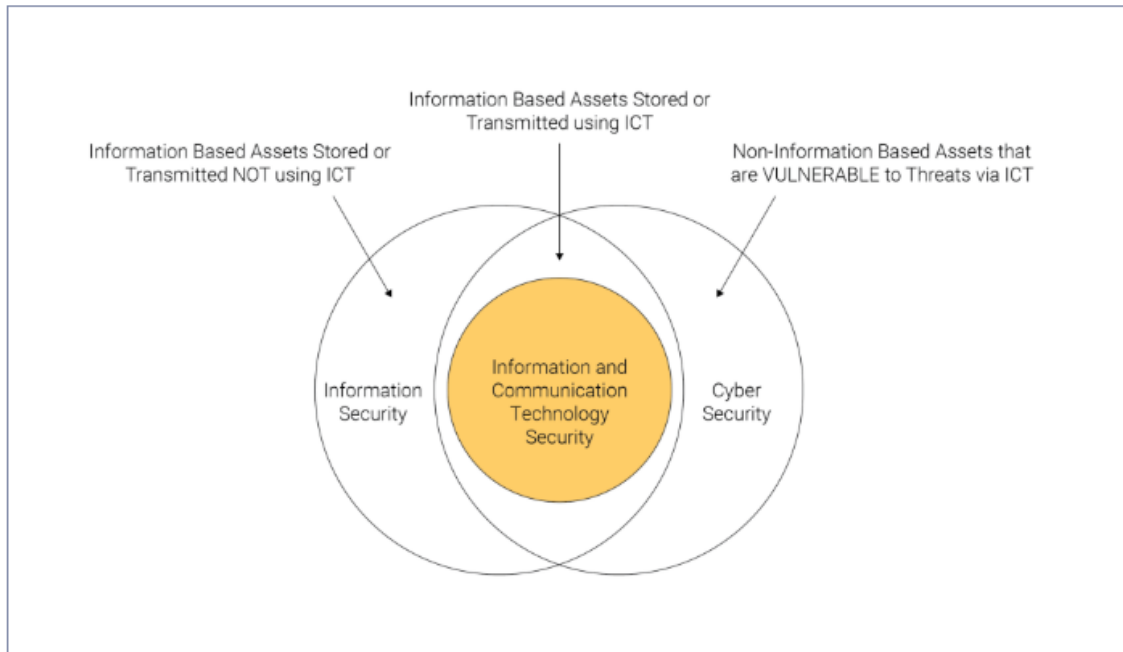 Information Based Assets Stored or
Transmitted using ICT
Information Based Assets Stored or
Transmitted NOT using ICT
Non-Information Based Assets that
are VULNERABLE to Threats via ICT
Information
Security
Information and
Communication
Technology
Security
Cyber
Security